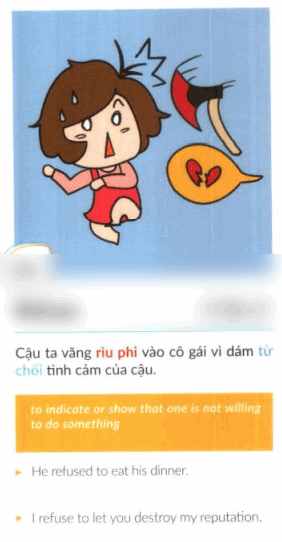 Cậu ta văng rìu phi vào cô gái vì dám từ
chối tình cảm của cậu.
to indicate or show that one is not willing
to do something
He refused to eat his dinner.
I refuse to let you destroy my reputation.